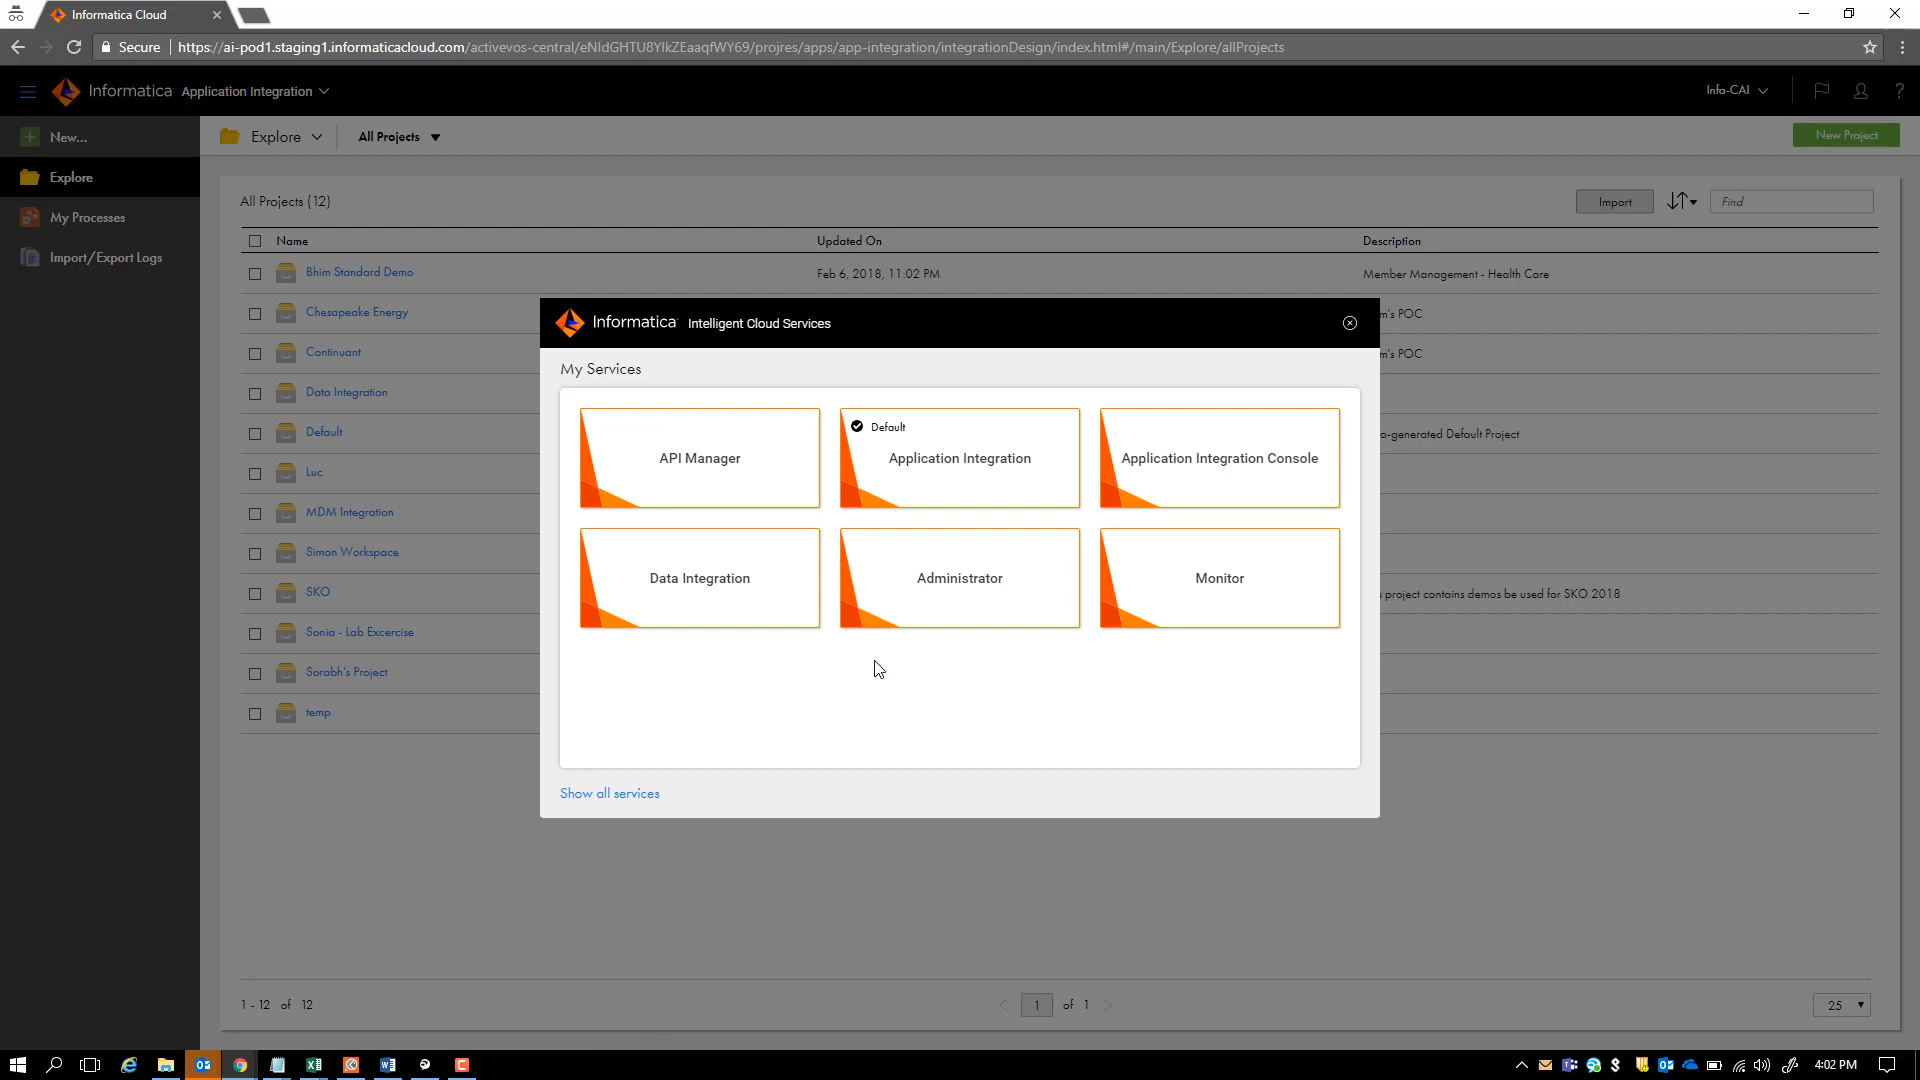 Informatica Cloud
Secure https://ai-pod1.staging1.informaticacloud.com/activevos-central/eNIdGHTU8YlkZEaaqfWY69/projres/apps/app-integration/integrationDesign/index.html#/main/Explore/allProjects
Informatica Application Integration
Infa-CAI
?
New...
Explore
My Processes
Import/Export Logs
Explore
All Projects
New Project
All Projects (12)
Import
Find
Name Updated On Description
Bhim Standard Demo Feb 6, 2018, 11:02 PM Member Management - Health Care
Chesapeake Energy m's POC
Continuant m's POC
Data Integration
Default o-generated Default Project
Luc
MDM Integration
Simon Workspace
SKO s project contains demos be used for SKO 2018
Sonia - Lab Excercise
Sorabh's Project
temp
Informatica Intelligent Cloud Services
My Services
API Manager
Default
Application Integration
Application Integration Console
Data Integration
Administrator
Monitor
Show all services
1 - 12 of 12
< 1 of 1 >
25
4:02 PM